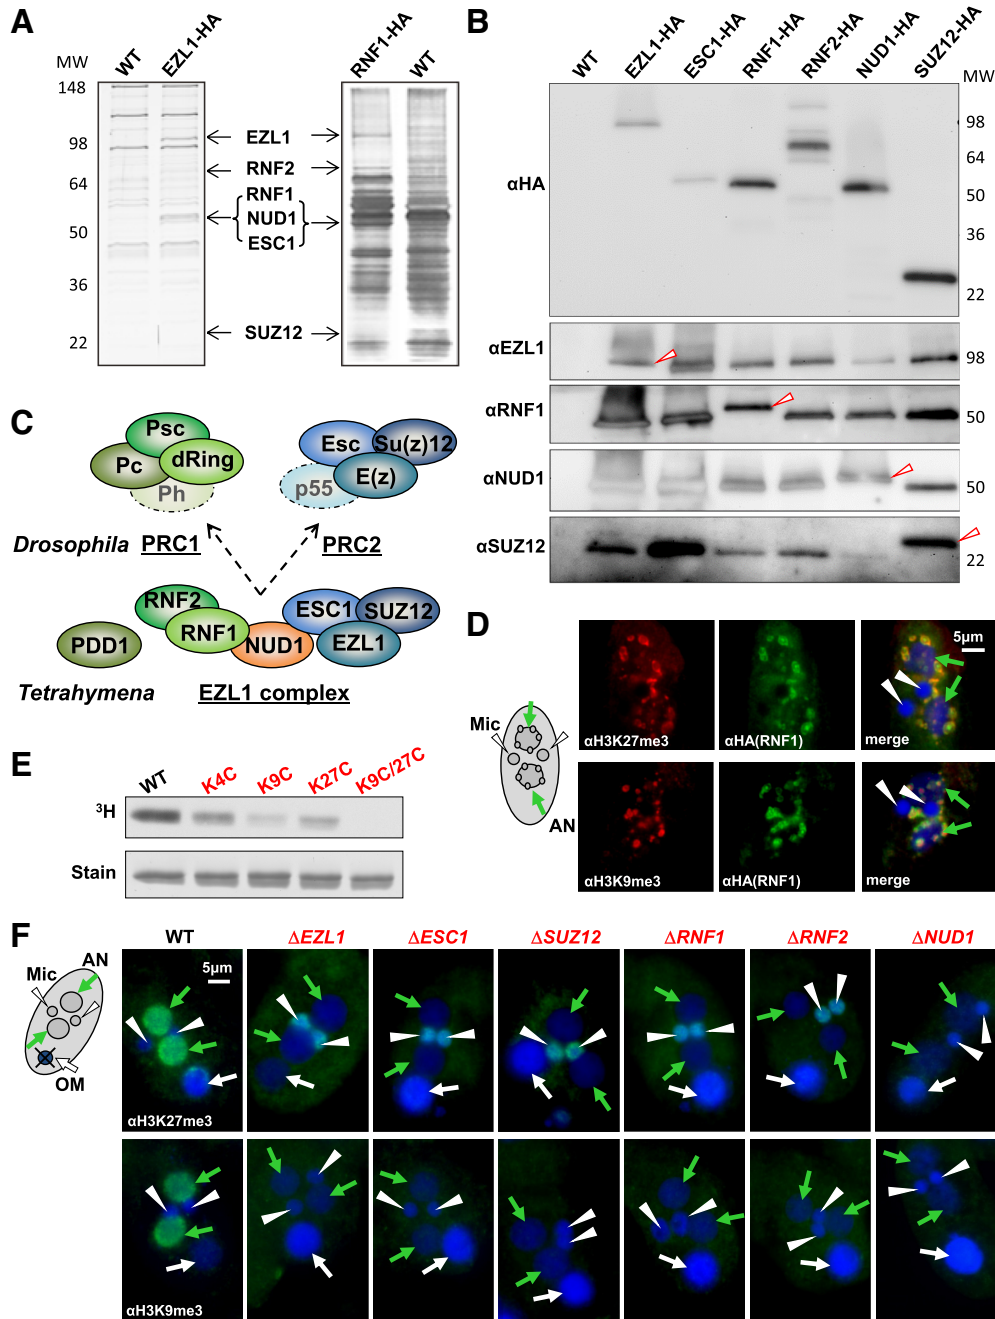 A
MW
WT
EZL1-HA
RNF1-HA
WT
148
98
64
50
36
22
EZL1
RNF2
RNF1
NUD1
ESC1
SUZ12
B
WT
EZL1-HA
ESC1-HA
RNF1-HA
RNF2-HA
NUD1-HA
SUZ12-HA
MW
αHA
98
64
50
36
22
αEZL1
98
αRNF1
50
αNUD1
50
αSUZ12
22
C
Psc
Pc
dRing
Ph
Esc
Su(z)12
p55
E(z)
Drosophila
PRC1
PRC2
RNF2
RNF1
PDD1
NUD1
ESC1
SUZ12
EZL1
Tetrahymena
EZL1 complex
D
Mic
AN
5µm
αH3K27me3
αHA(RNF1)
merge
αH3K9me3
αHA(RNF1)
merge
E
WT
K4C
K9C
K27C
K9C/27C
³H
Stain
F
WT
ΔEZL1
ΔESC1
ΔSUZ12
ΔRNF1
ΔRNF2
ΔNUD1
AN
Mic
OM
5µm
αH3K27me3
αH3K9me3